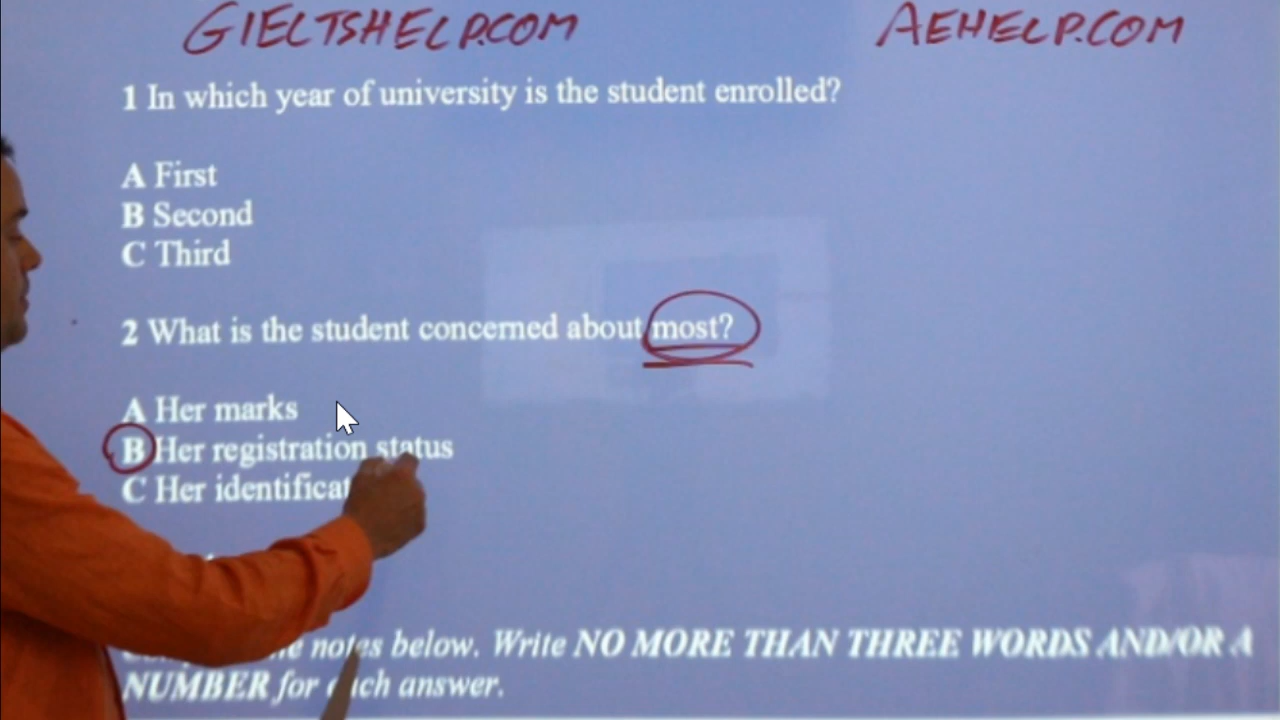 GIELTSHELP.COM AEHELP.COM
1 In which year of university is the student enrolled?
A First
B Second
C Third
2 What is the student concerned about most?
A Her marks
B Her registration status
C Her
notes below. Write NO MORE THAN THREE WORDS AND/OR A
NUMBER for answer.